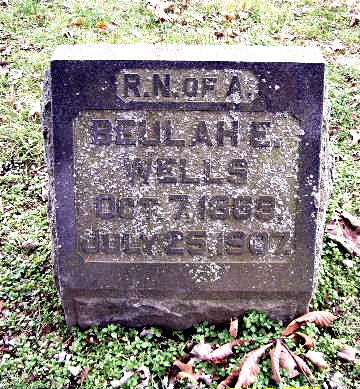 R.N. OF A.
BEULAH E.
WELLS
OCT. 7, 1869
JULY 25, 1907.